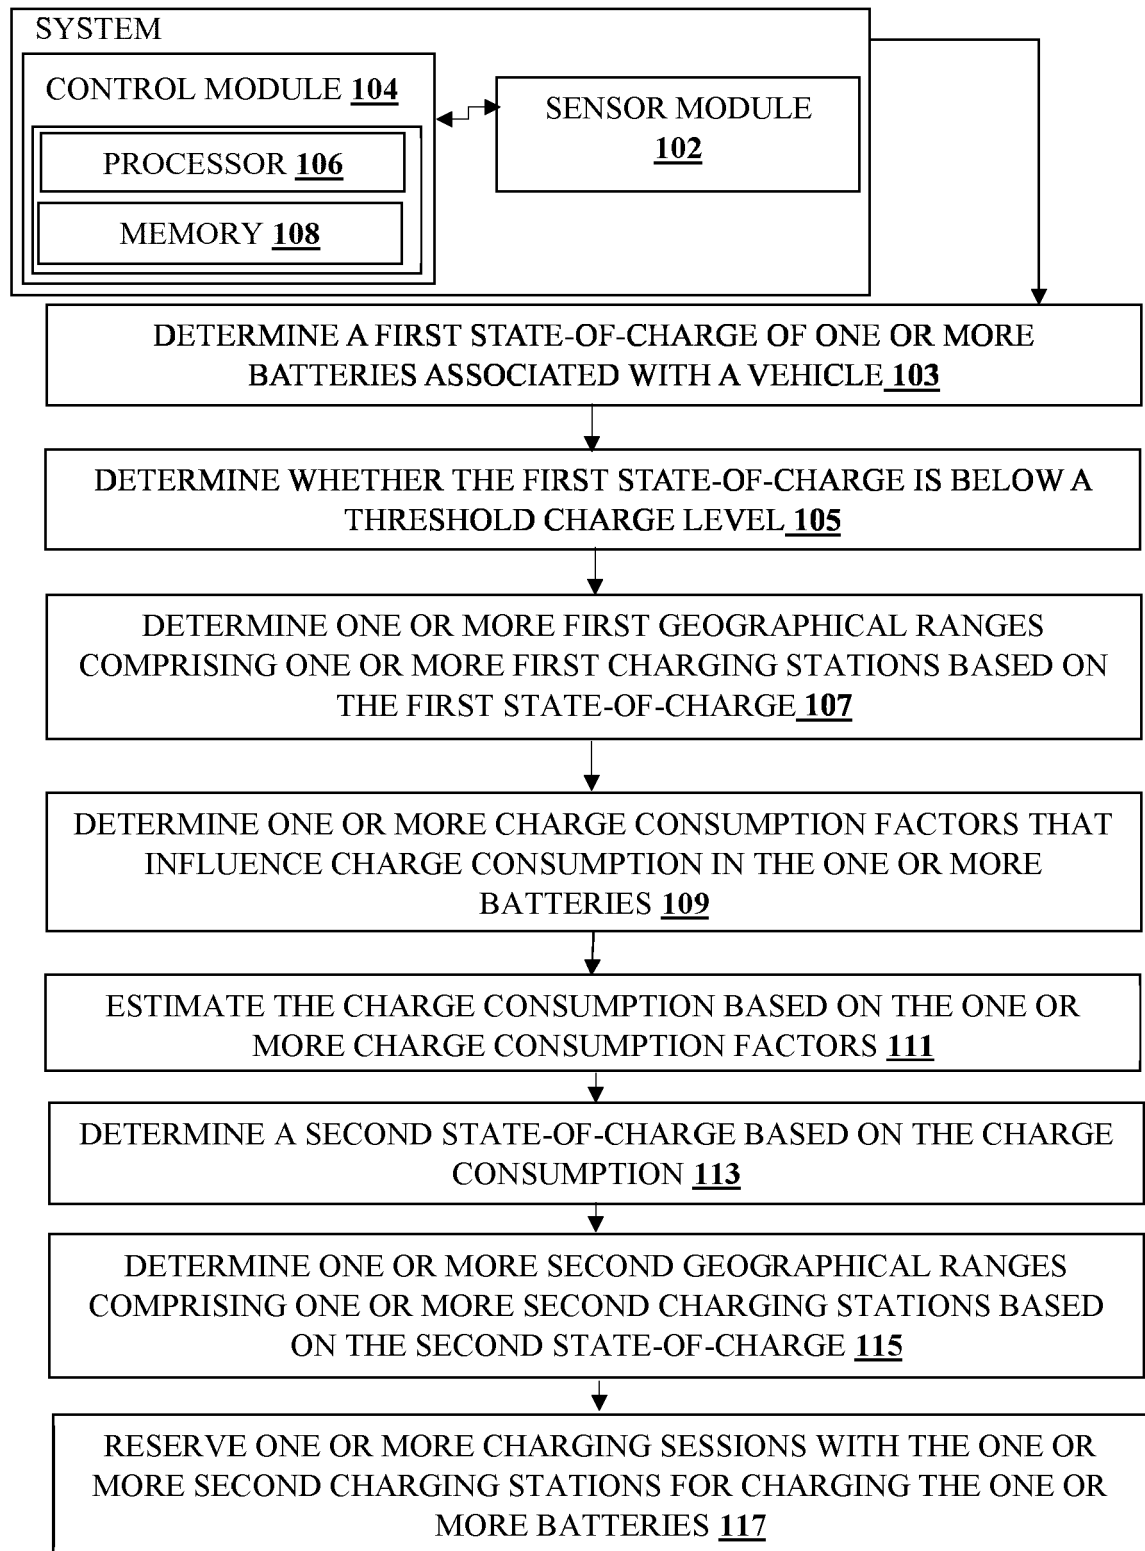 SYSTEM
CONTROL MODULE 104
PROCESSOR 106
MEMORY 108
SENSOR MODULE
102
DETERMINE A FIRST STATE-OF-CHARGE OF ONE OR MORE
BATTERIES ASSOCIATED WITH A VEHICLE 103
DETERMINE WHETHER THE FIRST STATE-OF-CHARGE IS BELOW A
THRESHOLD CHARGE LEVEL 105
DETERMINE ONE OR MORE FIRST GEOGRAPHICAL RANGES
COMPRISING ONE OR MORE FIRST CHARGING STATIONS BASED ON
THE FIRST STATE-OF-CHARGE 107
DETERMINE ONE OR MORE CHARGE CONSUMPTION FACTORS THAT
INFLUENCE CHARGE CONSUMPTION IN THE ONE OR MORE
BATTERIES 109
ESTIMATE THE CHARGE CONSUMPTION BASED ON THE ONE OR
MORE CHARGE CONSUMPTION FACTORS 111
DETERMINE A SECOND STATE-OF-CHARGE BASED ON THE CHARGE
CONSUMPTION 113
DETERMINE ONE OR MORE SECOND GEOGRAPHICAL RANGES
COMPRISING ONE OR MORE SECOND CHARGING STATIONS BASED
ON THE SECOND STATE-OF-CHARGE 115
RESERVE ONE OR MORE CHARGING SESSIONS WITH THE ONE OR
MORE SECOND CHARGING STATIONS FOR CHARGING THE ONE OR
MORE BATTERIES 117